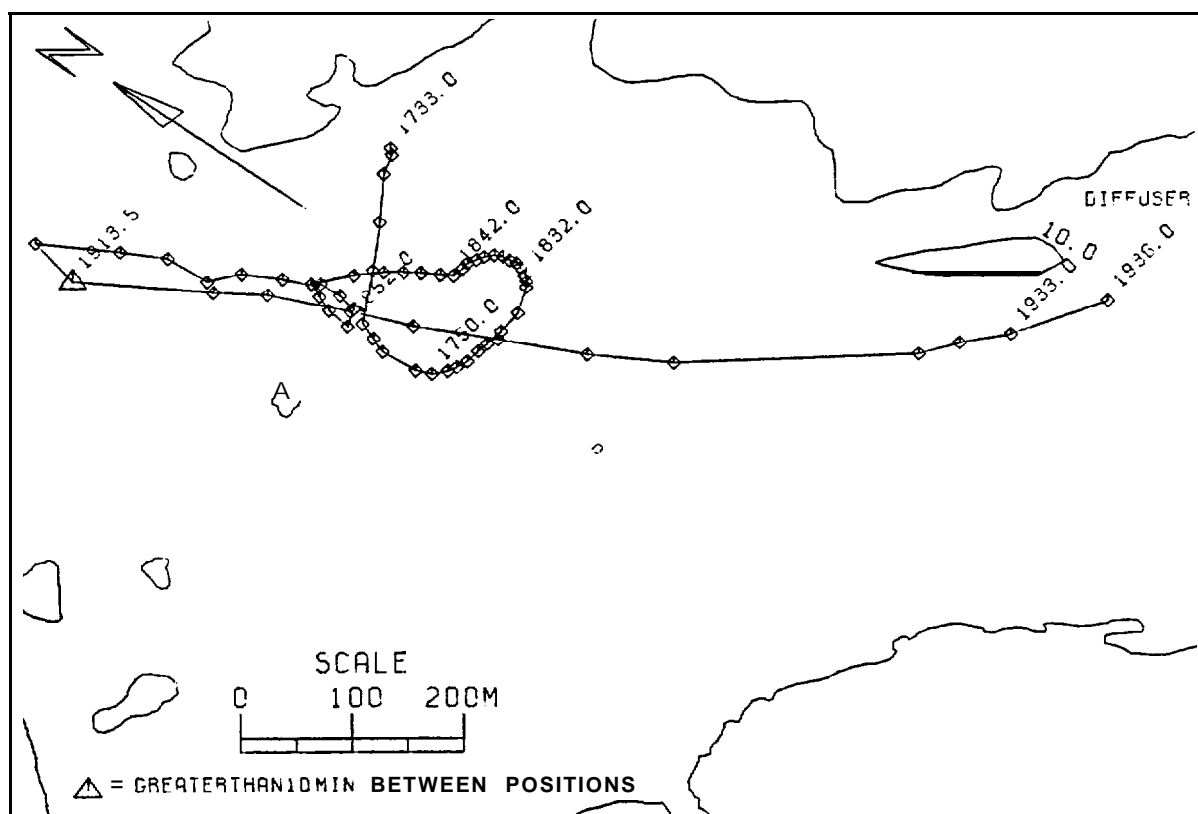 N
1733.0
DIFFUSER
1842.0
1832.0
10.0
1913.5
1936.0
1933.0
1750.0
A
SCALE
0 100 200M
= GREATERTHAN10MIN BETWEEN POSITIONS